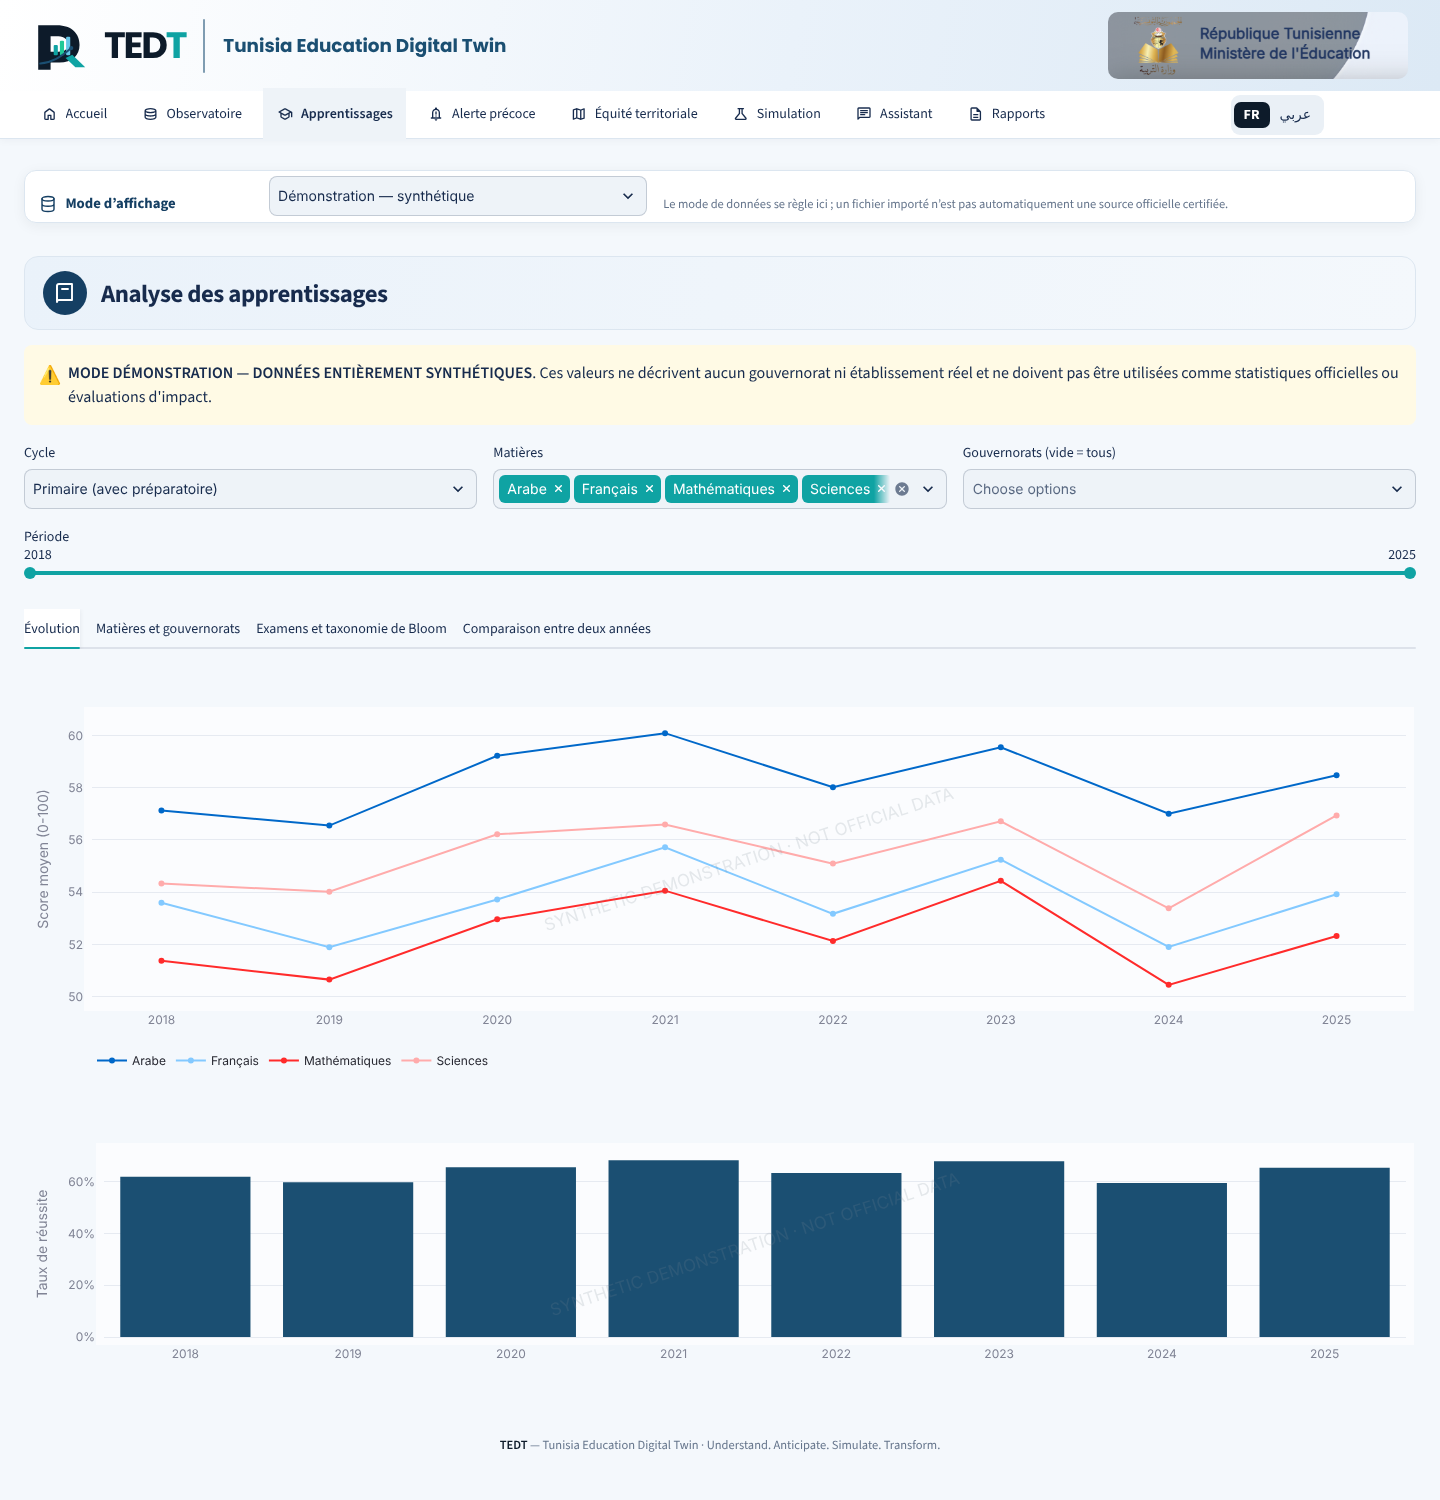 TEDT
Tunisia Education Digital Twin
République Tunisienne
Ministère de l'Éducation
Accueil
Observatoire
Apprentissages
Alerte précoce
Équité territoriale
Simulation
Assistant
Rapports
FR
عربي
Mode d’affichage
Démonstration — synthétique
Le mode de données se règle ici ; un fichier importé n’est pas automatiquement une source officielle certifiée.
Analyse des apprentissages
MODE DÉMONSTRATION — DONNÉES ENTIÈREMENT SYNTHÉTIQUES. Ces valeurs ne décrivent aucun gouvernorat ni établissement réel et ne doivent pas être utilisées comme statistiques officielles ou
évaluations d'impact.
Cycle
Primaire (avec préparatoire)
Matières
Arabe
Français
Mathématiques
Sciences
Gouvernorats (vide = tous)
Choose options
Période
2018
2025
Évolution
Matières et gouvernorats
Examens et taxonomie de Bloom
Comparaison entre deux années
Score moyen (0-100)
60
58
56
54
52
50
SYNTHETIC DEMONSTRATION · NOT OFFICIAL DATA
2018 2019 2020 2021 2022 2023 2024 2025
Arabe
Français
Mathématiques
Sciences
Taux de réussite
60%
40%
20%
0%
SYNTHETIC DEMONSTRATION · NOT OFFICIAL DATA
2018 2019 2020 2021 2022 2023 2024 2025
TEDT — Tunisia Education Digital Twin · Understand. Anticipate. Simulate. Transform.